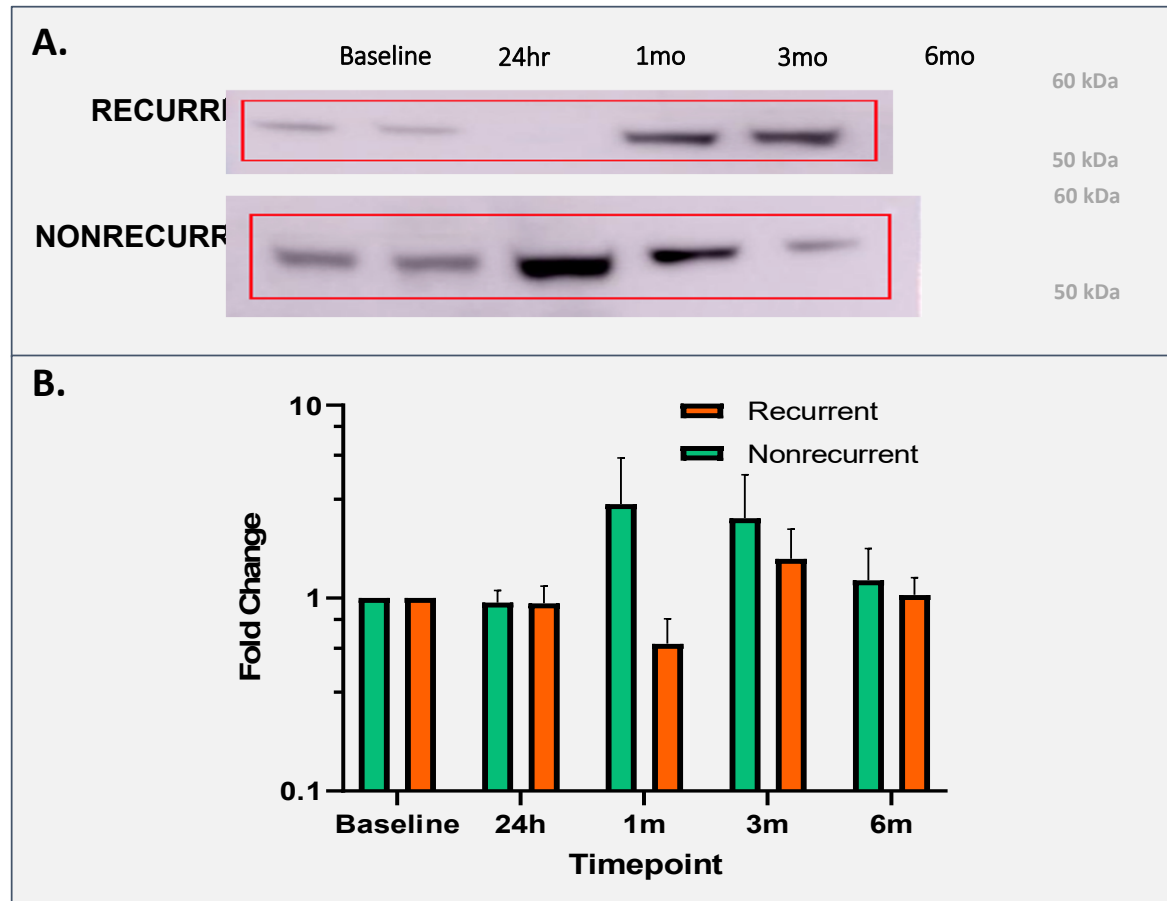 A.
Baseline 24hr 1mo 3mo 6mo
60 kDa
RECURRI
50 kDa
60 kDa
NONRECURR
50 kDa
B.
10
Recurrent
Nonrecurrent
Fold Change
1
0.1
Baseline 24h 1m 3m 6m
Timepoint